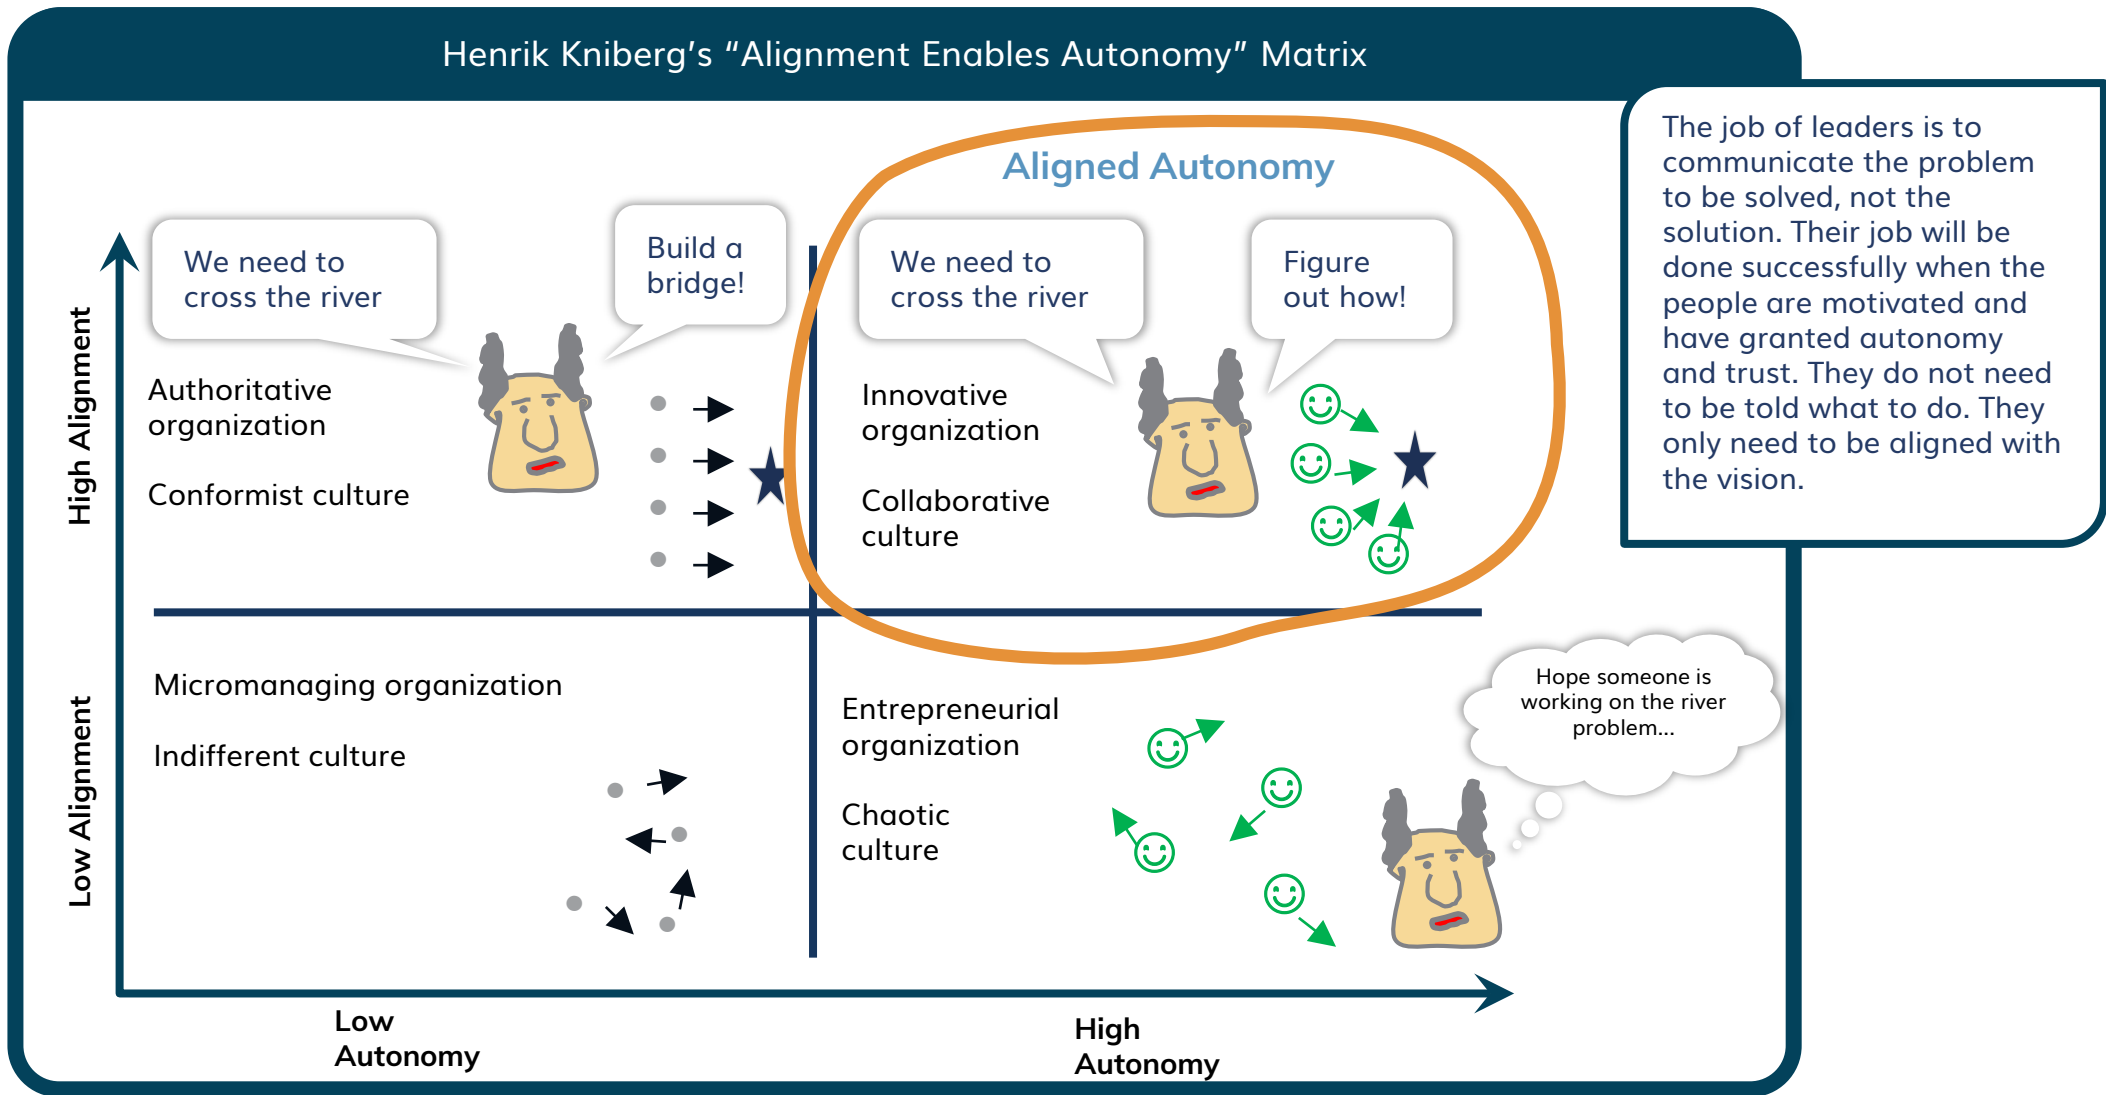 Henrik Kniberg’s “Alignment Enables Autonomy” Matrix
The job of leaders is to
communicate the problem
to be solved, not the
solution. Their job will be
done successfully when the
people are motivated and
have granted autonomy
and trust. They do not need
to be told what to do. They
only need to be aligned with
the vision.
High Alignment
We need to
cross the river
Build a
bridge!
Authoritative
organization
Conformist culture
Aligned Autonomy
We need to
cross the river
Figure
out how!
Innovative
organization
Collaborative
culture
Low Alignment
Micromanaging organization
Indifferent culture
Entrepreneurial
organization
Chaotic
culture
Hope someone is
working on the river
problem...
Low
Autonomy
High
Autonomy